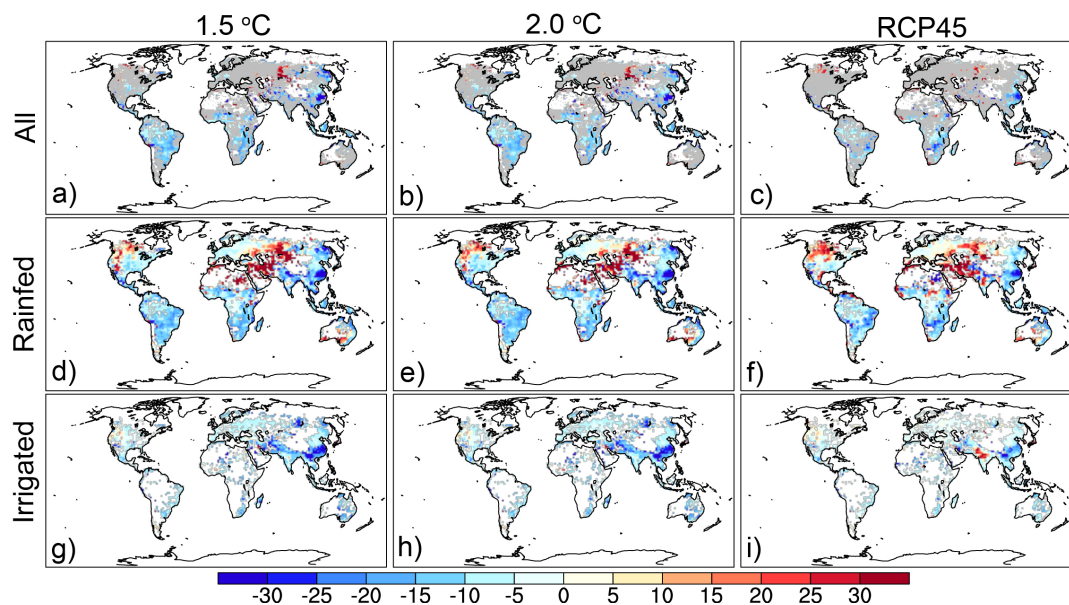 1.5 °C 2.0 °C RCP45
All
a) b) c)
Rainfed
d) e) f)
Irrigated
g) h) i)
-30 -25 -20 -15 -10 -5 0 5 10 15 20 25 30